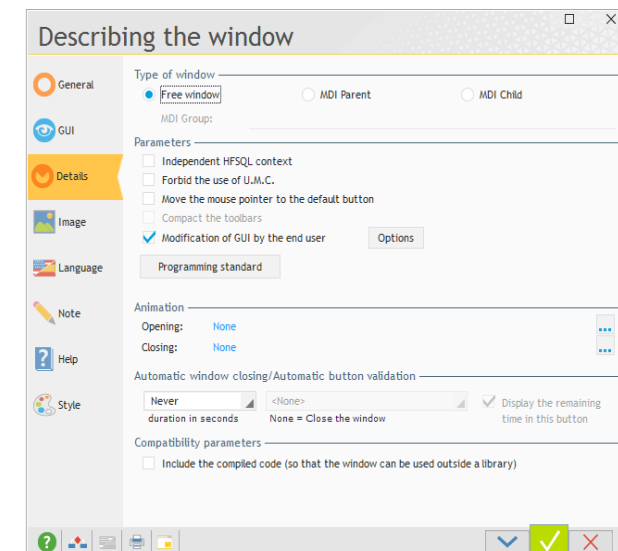 Describing the window
General
GUI
Details
Image
Language
Note
Help
Style
Type of window
Free window MDI Parent MDI Child
MDI Group:
Parameters
Independent HFSQL context
Forbid the use of U.M.C.
Move the mouse pointer to the default button
Compact the toolbars
Modification of GUI by the end user Options
Programming standard
Animation
Opening: None ...
Closing: None ...
Automatic window closing/Automatic button validation
Never <None> Display the remaining
duration in seconds None = Close the window time in this button
Compatibility parameters
Include the compiled code (so that the window can be used outside a library)